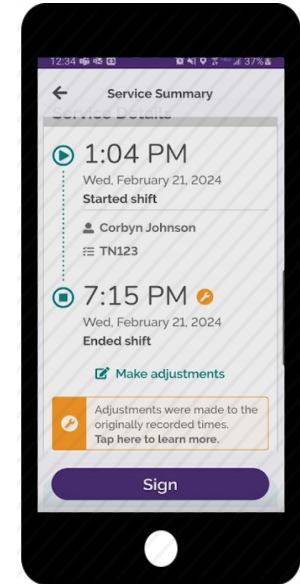 12:34
37%
Service Summary
Service Details
1:04 PM
Wed, February 21, 2024
Started shift
Corbyn Johnson
TN123
7:15 PM
Wed, February 21, 2024
Ended shift
Make adjustments
Adjustments were made to the
originally recorded times.
Tap here to learn more.
Sign